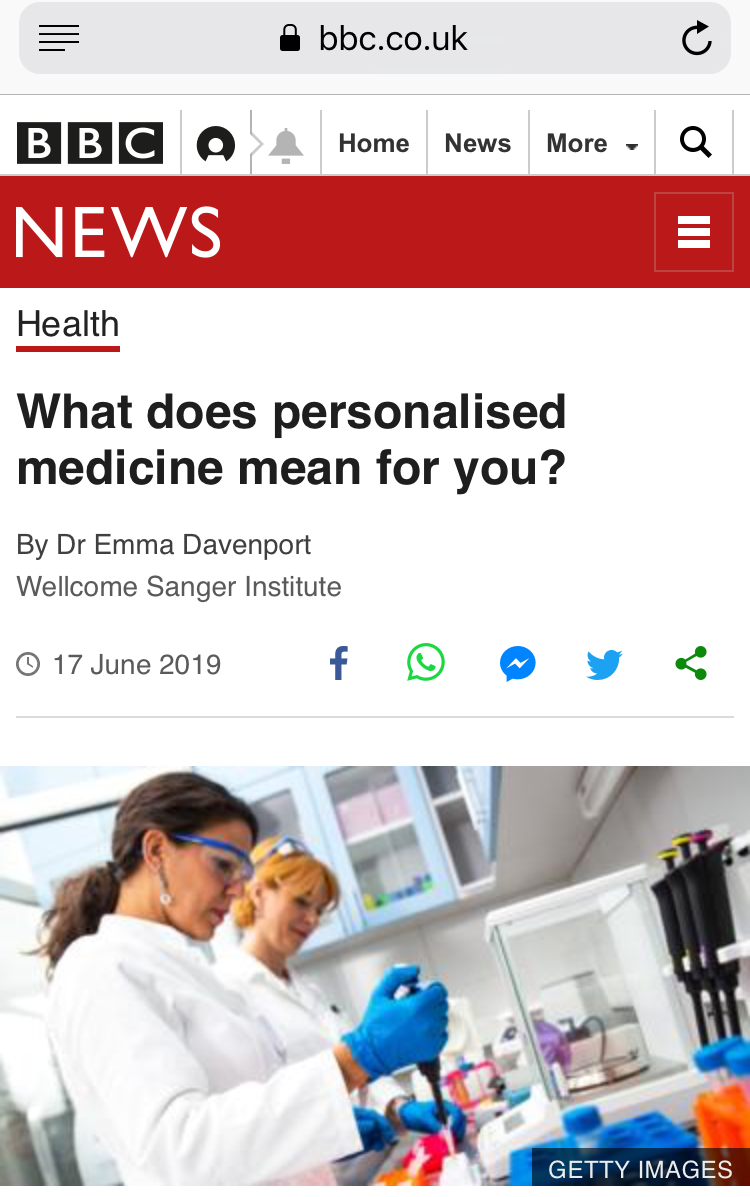 bbc.co.uk
BBC Home News More
NEWS
Health
What does personalised
medicine mean for you?
By Dr Emma Davenport
Wellcome Sanger Institute
17 June 2019
GETTY IMAGES